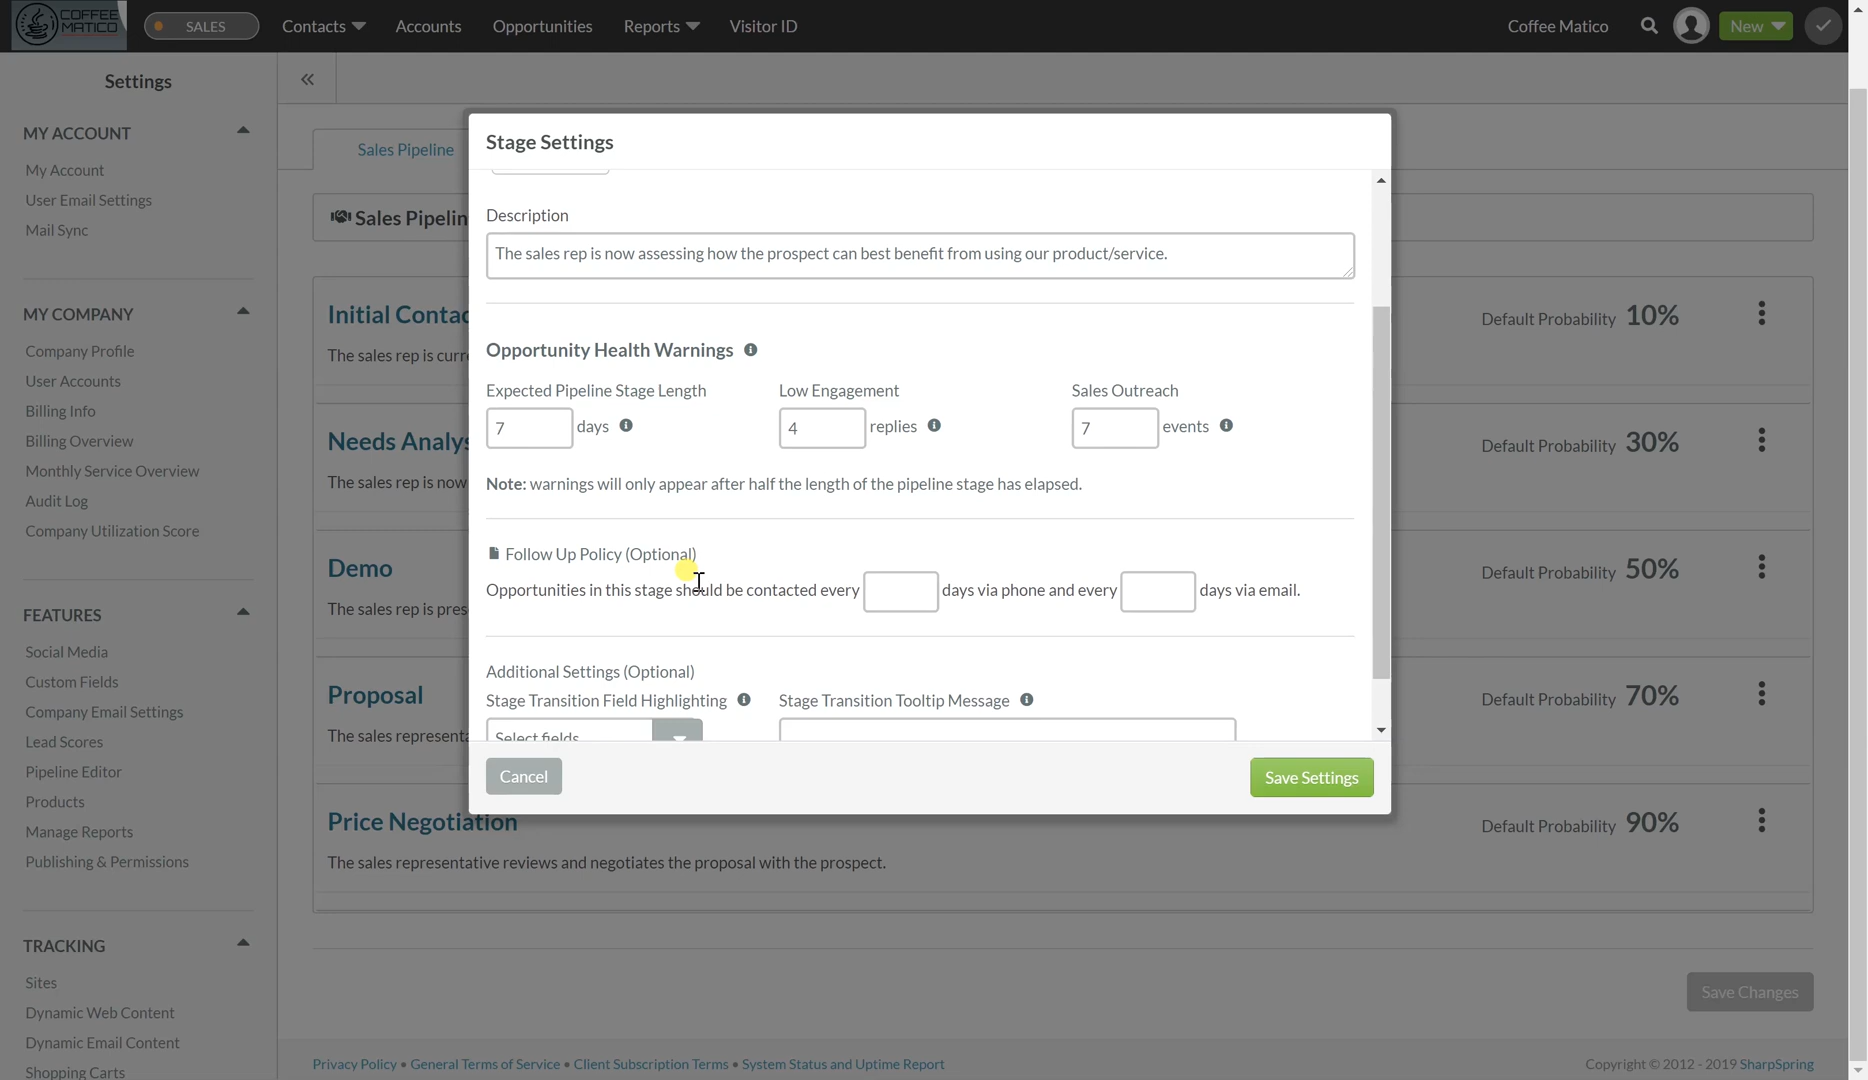 COFFEE
MATICO
SALES
Contacts
Accounts
Opportunities
Reports
Visitor ID
Coffee Matico
New
Settings
MY ACCOUNT
My Account
User Email Settings
Mail Sync
MY COMPANY
Company Profile
User Accounts
Billing Info
Billing Overview
Monthly Service Overview
Audit Log
Company Utilization Score
FEATURES
Social Media
Custom Fields
Company Email Settings
Lead Scores
Pipeline Editor
Products
Manage Reports
Publishing & Permissions
TRACKING
Sites
Dynamic Web Content
Dynamic Email Content
Shopping Carts
Sales Pipeline
Sales Pipelin
Initial Contac
Default Probability 10%
The sales rep is curr
Needs Analys
Default Probability 30%
The sales rep is now
Demo
Default Probability 50%
The sales rep is pres
Proposal
Default Probability 70%
The sales representa
Price Negotiation
Default Probability 90%
The sales representative reviews and negotiates the proposal with the prospect.
Stage Settings
Description
The sales rep is now assessing how the prospect can best benefit from using our product/service.
Opportunity Health Warnings
Expected Pipeline Stage Length
Low Engagement
Sales Outreach
7 days
4 replies
7 events
Note: warnings will only appear after half the length of the pipeline stage has elapsed.
Follow Up Policy (Optional)
Opportunities in this stage should be contacted every days via phone and every days via email.
Additional Settings (Optional)
Stage Transition Field Highlighting
Stage Transition Tooltip Message
Select fields
Cancel
Save Settings
Save Changes
Privacy Policy • General Terms of Service • Client Subscription Terms • System Status and Uptime Report
Copyright © 2012 - 2019 SharpSpring